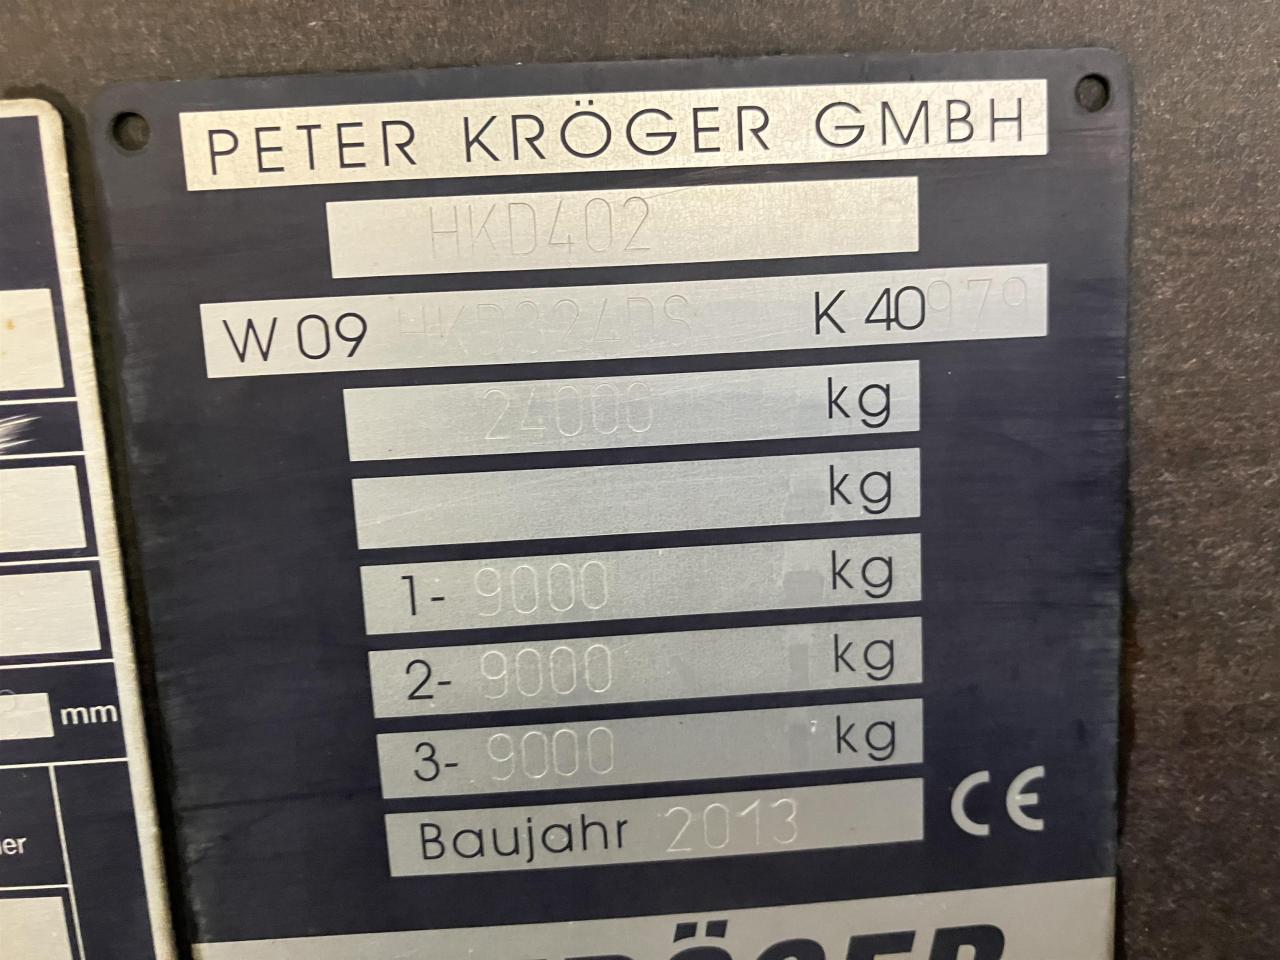 PETER KRÖGER GMBH
HKD402
W 09 HKD324DS K 40979
24000 kg
kg
1- 9000 kg
2- 9000 kg
3- 9000 kg
Baujahr 2013
CE
KRÖGER
mm